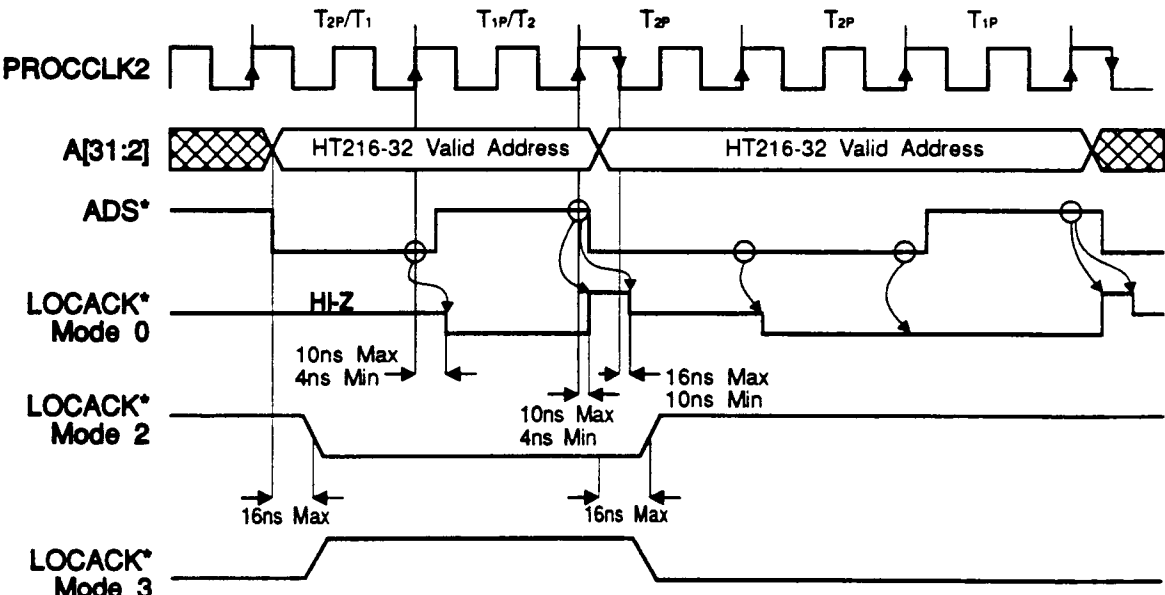 T2P/T1 T1P/T2 T2P T2P T1P
PROCCLK2
A[31:2] HT216-32 Valid Address HT216-32 Valid Address
ADS*
LOCACK*
Mode 0
HI-Z
10ns Max
4ns Min
16ns Max
10ns Min
10ns Max
4ns Min
LOCACK*
Mode 2
16ns Max
16ns Max
LOCACK*
Mode 3